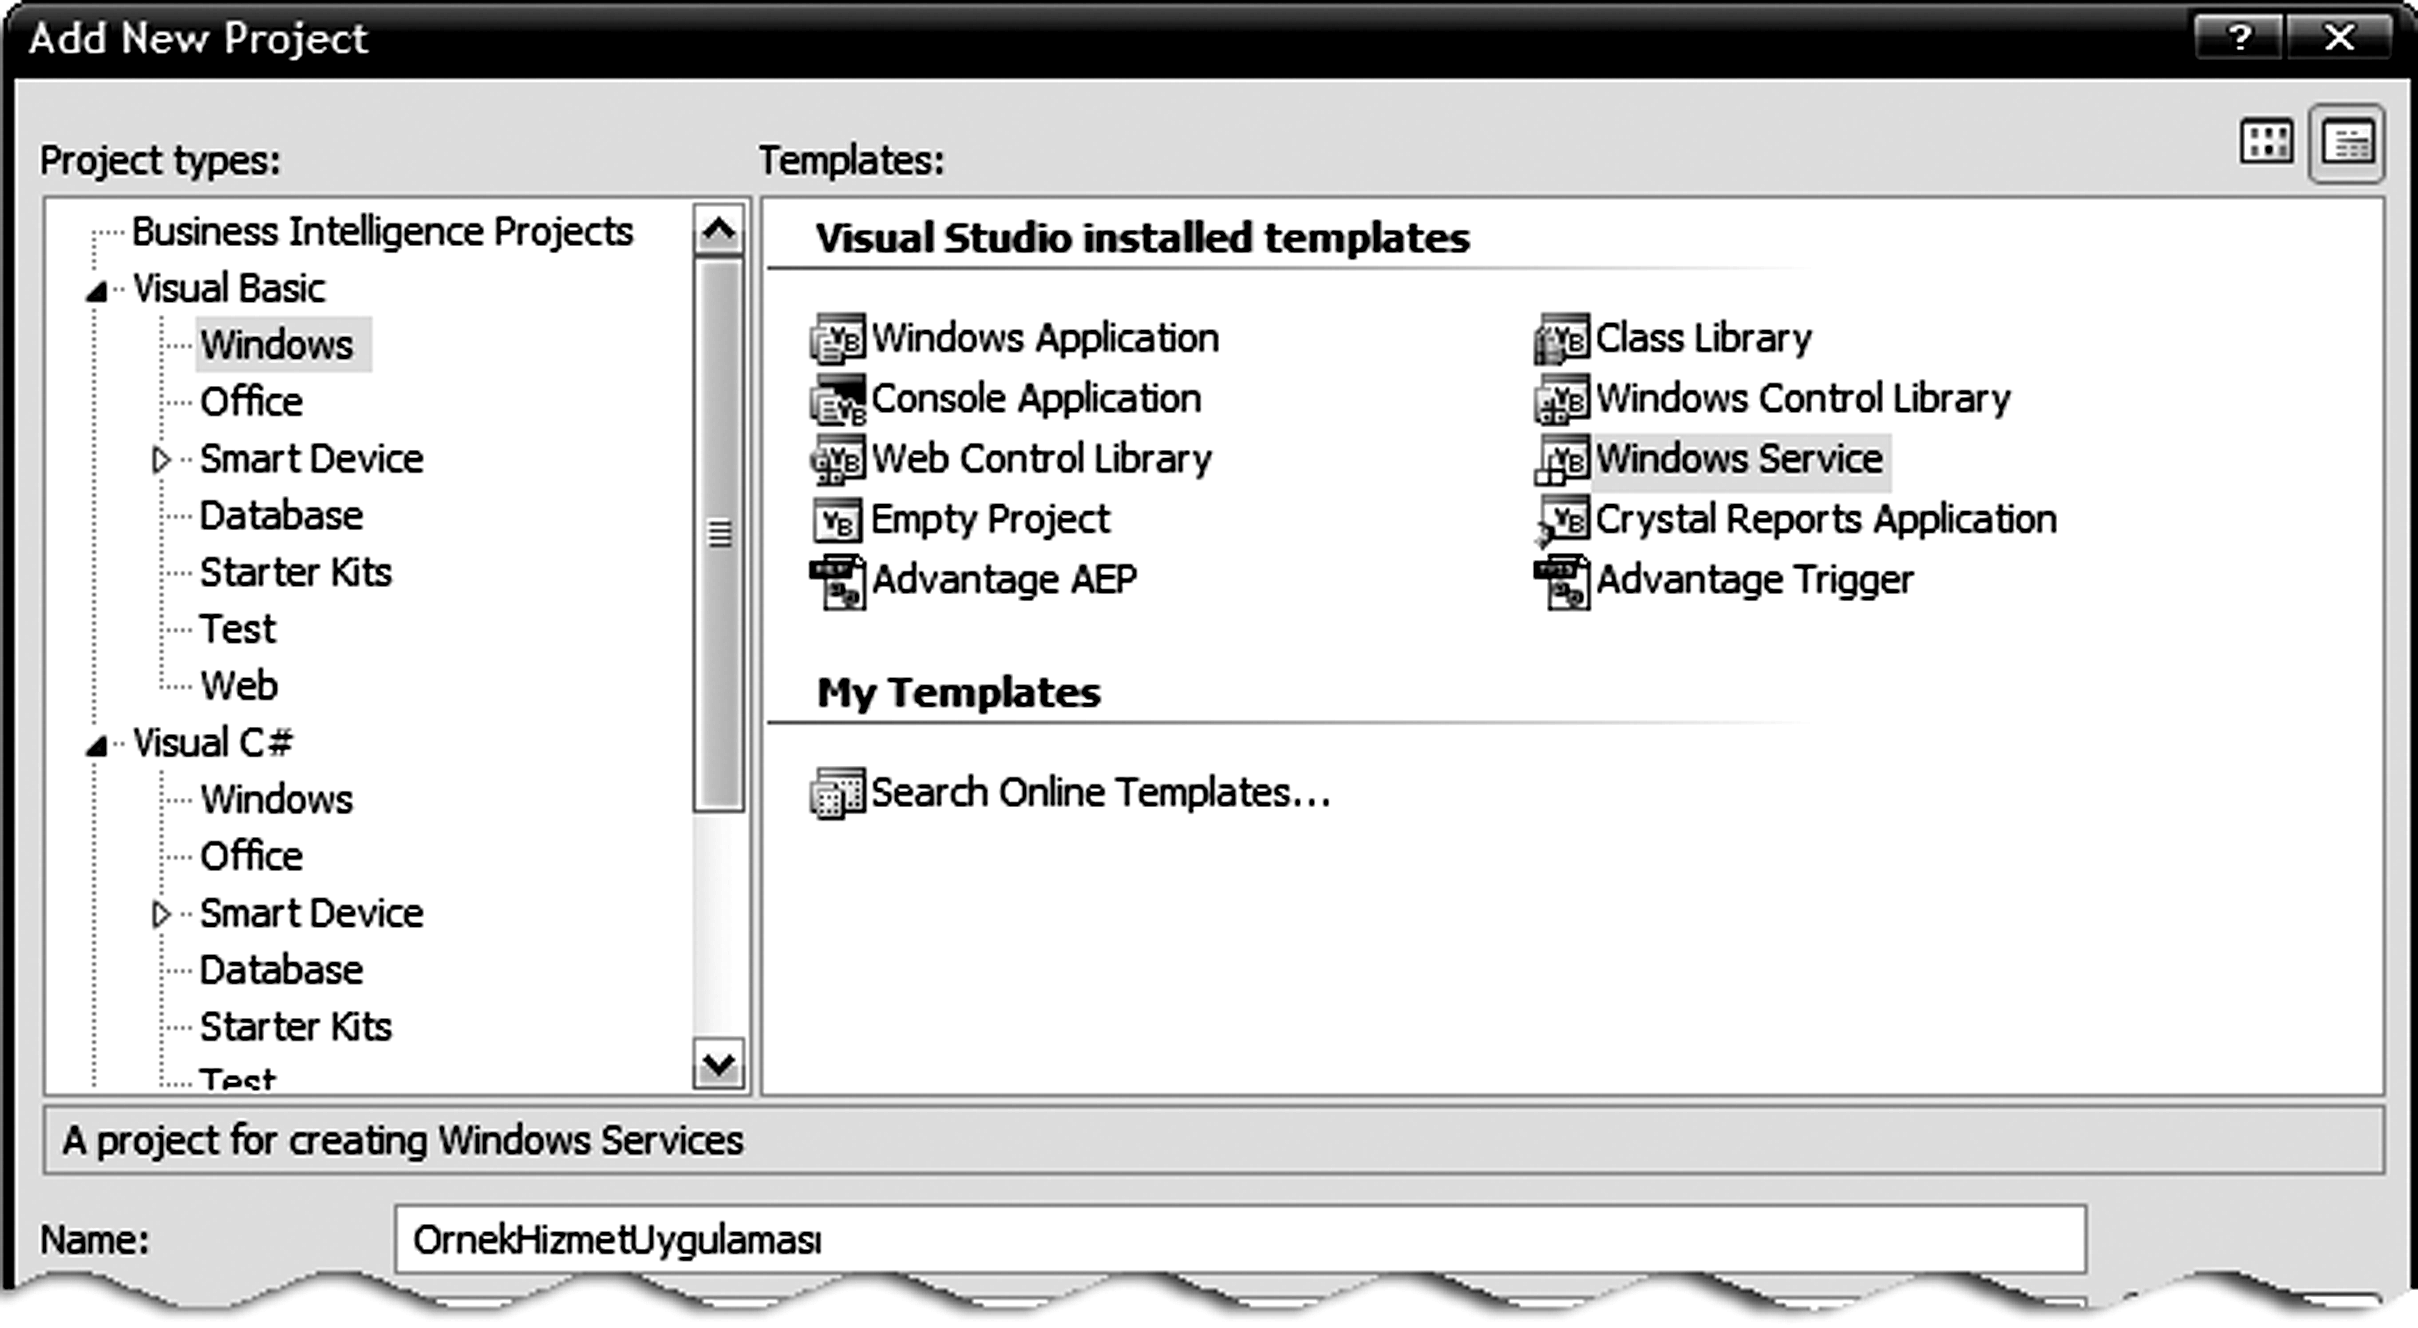 Add New Project
Project types:
Templates:
Business Intelligence Projects
Visual Basic
Windows
Office
Smart Device
Database
Starter Kits
Test
Web
Visual C#
Windows
Office
Smart Device
Database
Starter Kits
Test
Visual Studio installed templates
Windows Application
Class Library
Console Application
Windows Control Library
Web Control Library
Windows Service
Empty Project
Crystal Reports Application
Advantage AEP
Advantage Trigger
My Templates
Search Online Templates...
A project for creating Windows Services
Name: OrnekHizmetUygulaması